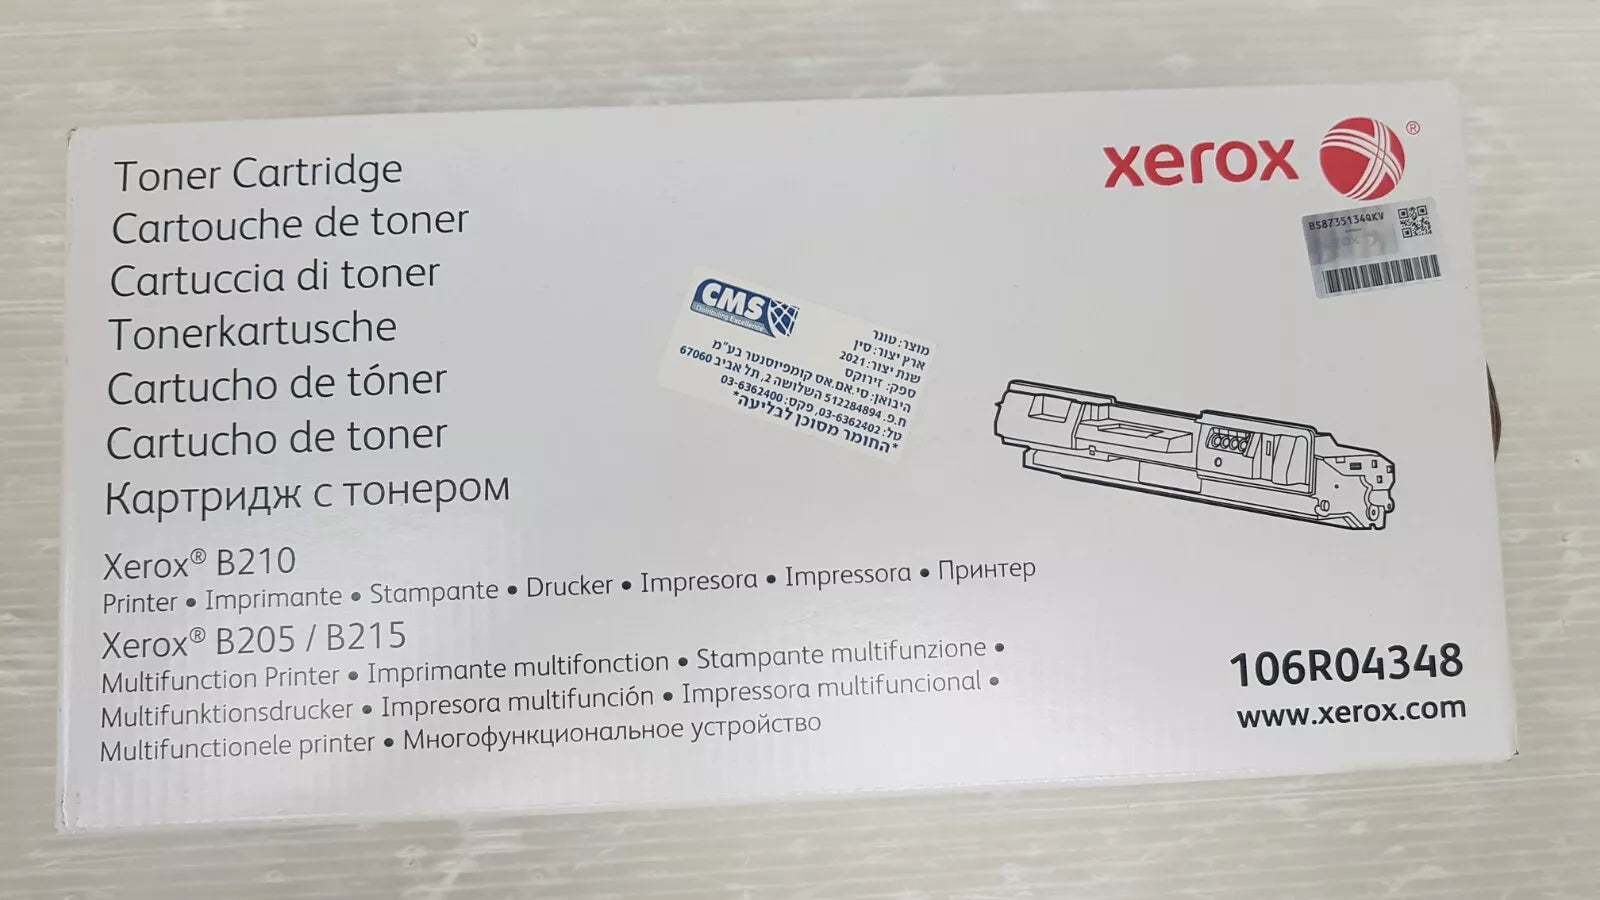 Toner Cartridge
Cartouche de toner
Cartuccia di toner
Tonerkartusche
Cartucho de tóner
Cartucho de toner
Картридж с тонером
Xerox® B210
Printer • Imprimante • Stampante • Drucker • Impresora • Impressora • Принтер
Xerox® B205 / B215
Multifunction Printer • Imprimante multifonction • Stampante multifunzione •
Multifunktionsdrucker • Impresora multifunción • Impressora multifuncional •
Multifunctionele printer • Многофункциональное устройство
CMS
Distributing Excellence
מוצר: טונר
ארץ יצור: סין
שנת יצור: 2021
ספק: זירוקס
היבואן: סי.אם.אס קומפיוסנטר בע"מ
ח.פ. 512284894 השלושה 2, תל אביב 67060
טל: 03-6362402, פקס: 03-6362400
*החומר מסוכן לבליעה*
xerox ®
BS8735134QKV
106R04348
www.xerox.com